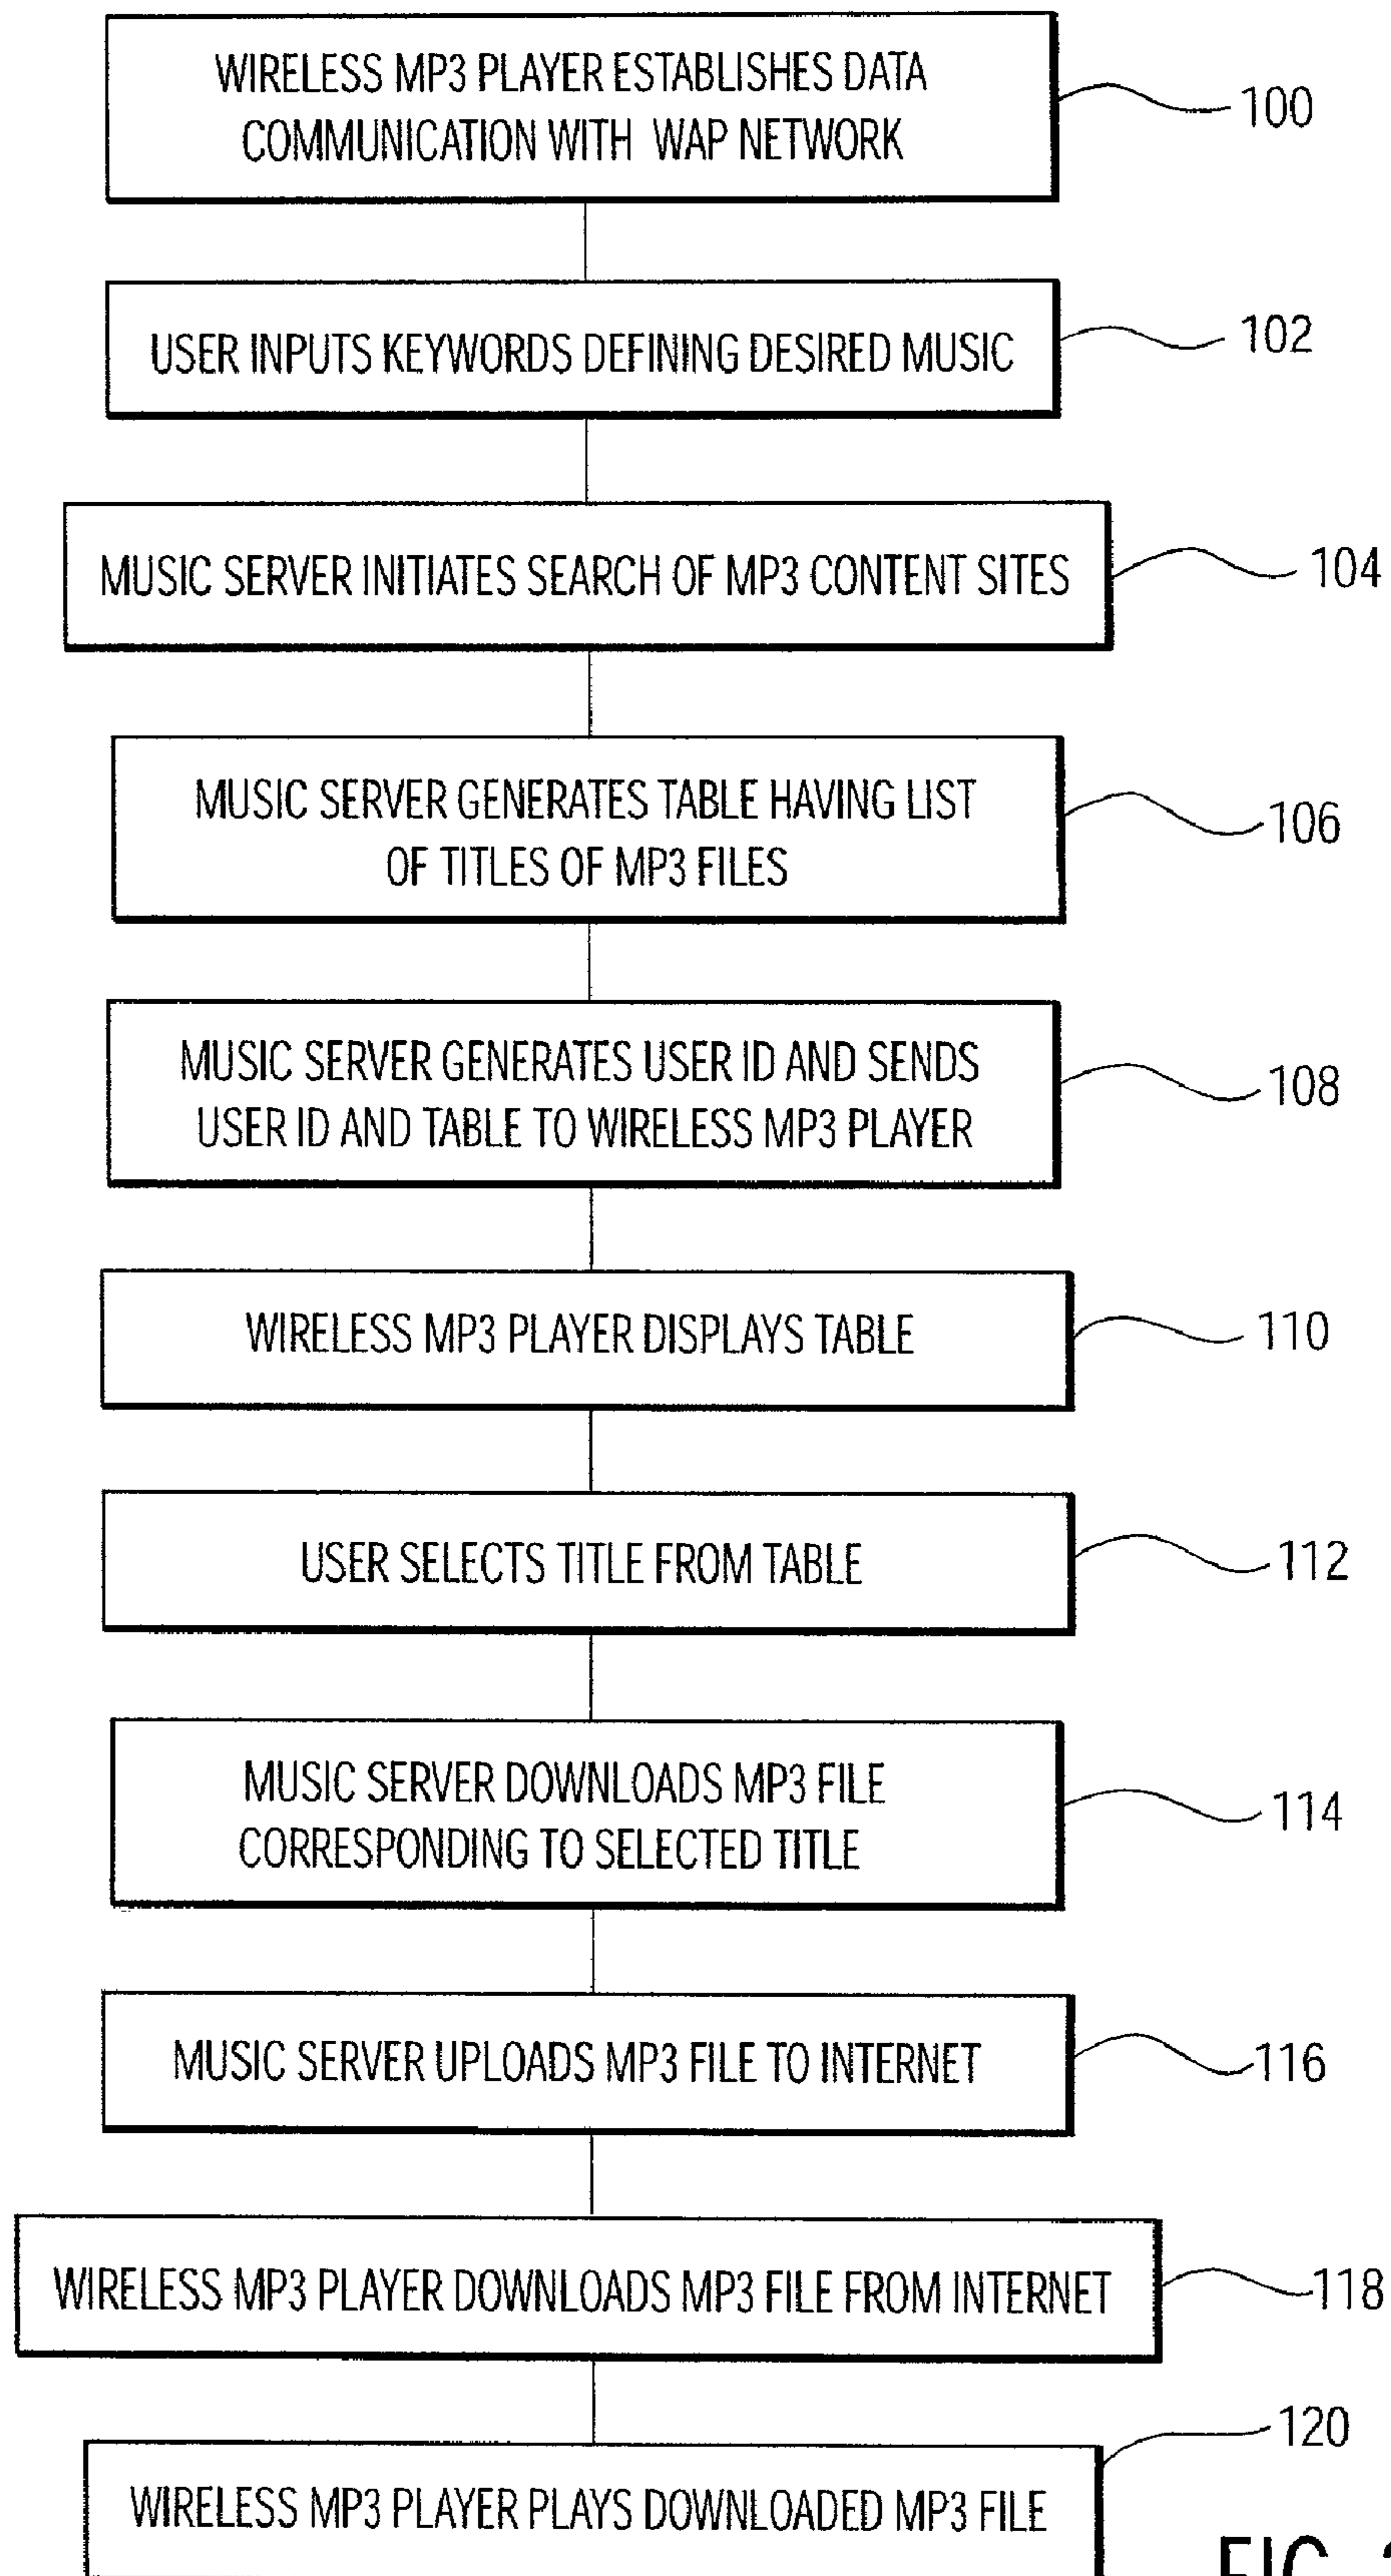 WIRELESS MP3 PLAYER ESTABLISHES DATA
COMMUNICATION WITH WAP NETWORK
100
USER INPUTS KEYWORDS DEFINING DESIRED MUSIC
102
MUSIC SERVER INITIATES SEARCH OF MP3 CONTENT SITES
104
MUSIC SERVER GENERATES TABLE HAVING LIST
OF TITLES OF MP3 FILES
106
MUSIC SERVER GENERATES USER ID AND SENDS
USER ID AND TABLE TO WIRELESS MP3 PLAYER
108
WIRELESS MP3 PLAYER DISPLAYS TABLE
110
USER SELECTS TITLE FROM TABLE
112
MUSIC SERVER DOWNLOADS MP3 FILE
CORRESPONDING TO SELECTED TITLE
114
MUSIC SERVER UPLOADS MP3 FILE TO INTERNET
116
WIRELESS MP3 PLAYER DOWNLOADS MP3 FILE FROM INTERNET
118
120
WIRELESS MP3 PLAYER PLAYS DOWNLOADED MP3 FILE
FIG.